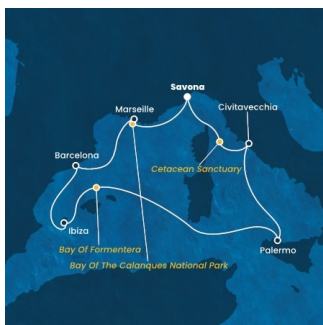 Savona
Marseille
Civitavecchia
Barcelona
Cetacean Sanctuary
Ibiza
Bay Of Formentera
Palermo
Bay Of The Calanques National Park